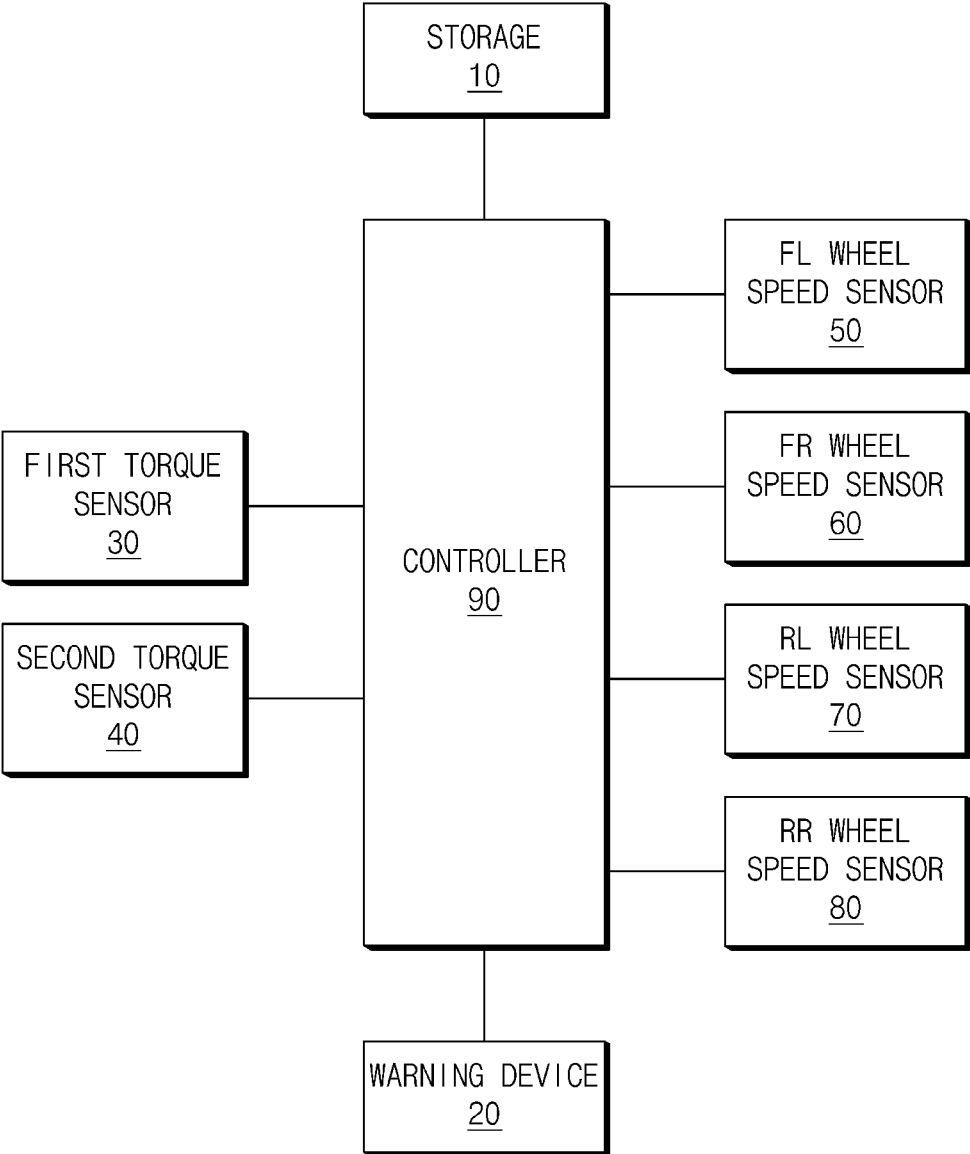 STORAGE
10
FL WHEEL
SPEED SENSOR
50
FR WHEEL
SPEED SENSOR
60
FIRST TORQUE
SENSOR
30
CONTROLLER
90
RL WHEEL
SPEED SENSOR
70
SECOND TORQUE
SENSOR
40
RR WHEEL
SPEED SENSOR
80
WARNING DEVICE
20